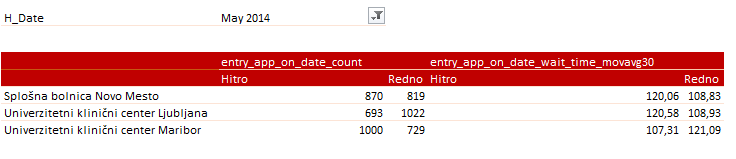 H_Date May 2014
entry_app_on_date_count entry_app_on_date_wait_time_movavg30
Hitro Redno Hitro Redno
Splošna bolnica Novo Mesto 870 819 120,06 108,83
Univerzitetni klinični center Ljubljana 693 1022 120,58 108,93
Univerzitetni klinični center Maribor 1000 729 107,31 121,09